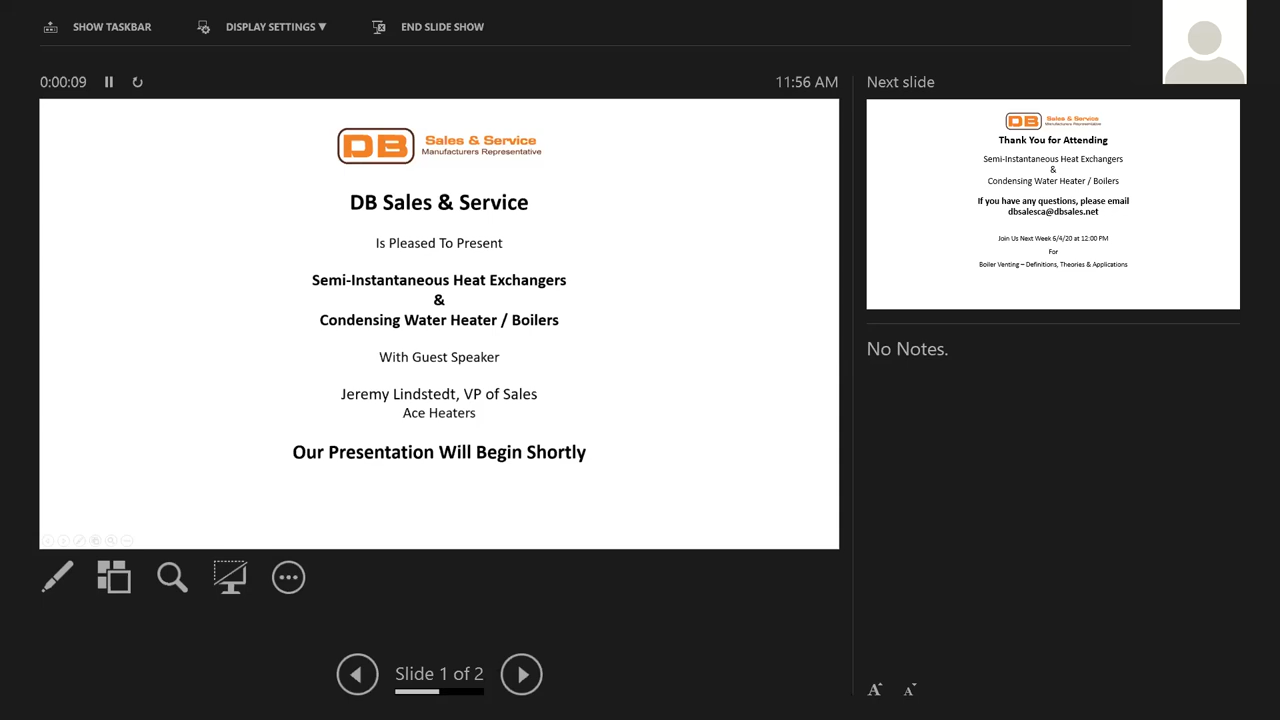 SHOW TASKBAR
DISPLAY SETTINGS ▼
END SLIDE SHOW
0:00:09
11:56 AM
DB Sales & Service
Manufacturers Representative
DB Sales & Service
Is Pleased To Present
Semi-Instantaneous Heat Exchangers
&
Condensing Water Heater / Boilers
With Guest Speaker
Jeremy Lindstedt, VP of Sales
Ace Heaters
Our Presentation Will Begin Shortly
Slide 1 of 2
Next slide
DB Sales & Service
Manufacturers Representative
Thank You for Attending
Semi-Instantaneous Heat Exchangers
&
Condensing Water Heater / Boilers
If you have any questions, please email
dbsalesca@dbsales.net
Join Us Next Week 6/4/20 at 12:00 PM
For
Boiler Venting – Definitions, Theories & Applications
No Notes.
A A